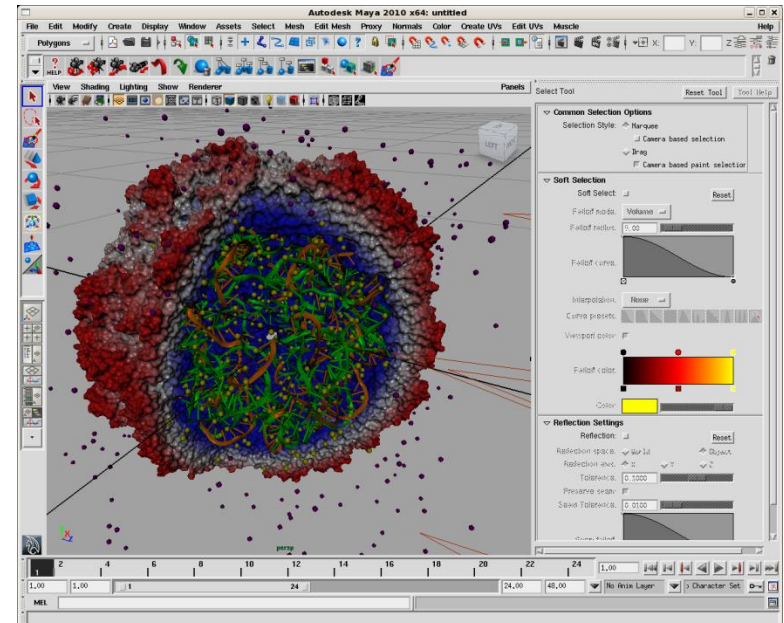 Autodesk Maya 2010 x64: untitled
File Edit Modify Create Display Window Assets Select Mesh Edit Mesh Proxy Normals Color Create UVs Edit UVs Muscle Help
Polygons X: Y: Z
HELP
View Shading Lighting Show Renderer Panels
Select Tool Reset Tool Tool Help
LEFT
Common Selection Options
Selection Style: Marquee
Camera based selection
Drag
Camera based paint selection
Soft Selection
Soft Select: Reset
Falloff mode: Volume
Falloff radius: 5.00
Falloff curve:
Interpolation: None
Curve presets:
Viewport color:
Falloff color:
Color:
Reflection Settings
Reflection: Reset
Reflection space: World Object
Reflection axis: X Y Z
Tolerance: 0.5000
Preserve seam:
Seam Tolerance: 0.0100
Seam falloff
persp
1 2 4 6 8 10 12 14 16 18 20 22 24 1.00
1.00 1.00 1 24 24.00 48.00 No Anim Layer Character Set
MEL